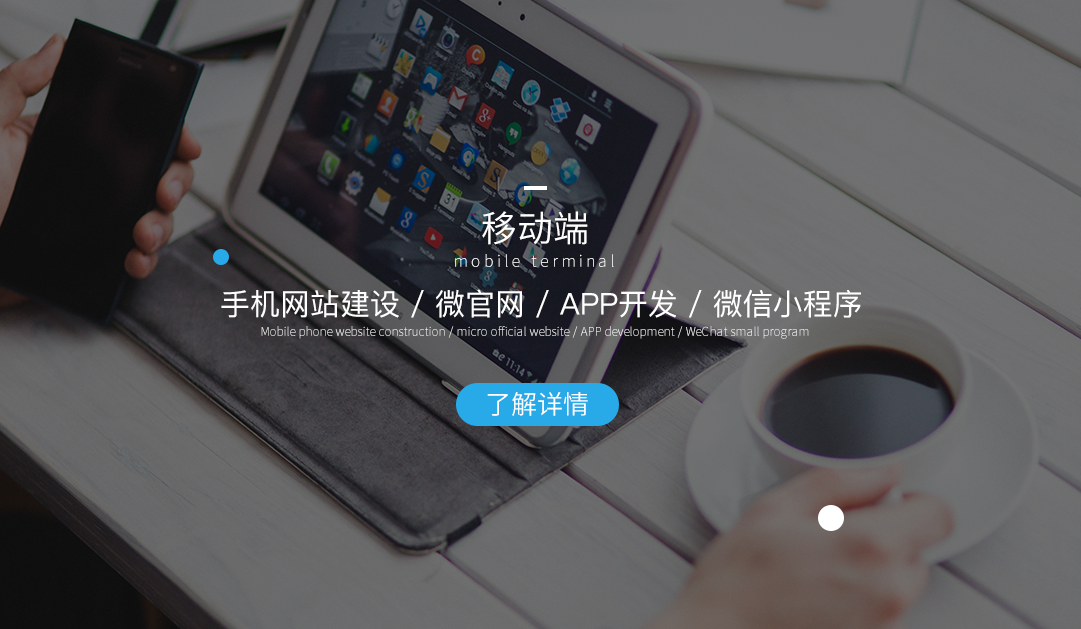 移动端
mobile terminal
手机网站建设 / 微官网 / APP开发 / 微信小程序
Mobile phone website construction / micro official website / APP development / WeChat small program
11:14
了解详情